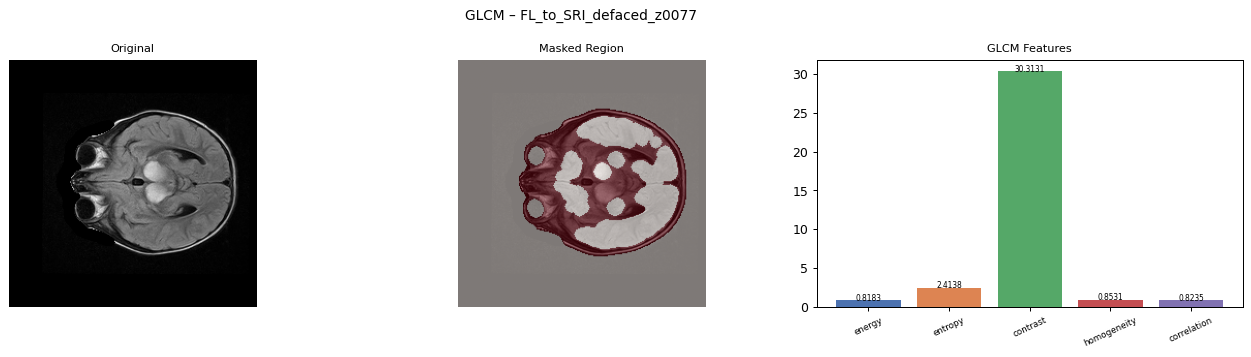 GLCM – FL_to_SRI_defaced_z0077
Original
Masked Region
GLCM Features
30
25
20
15
10
5
0
0.8183
2.4138
30.3131
0.8531
0.8235
energy
entropy
contrast
homogeneity
correlation